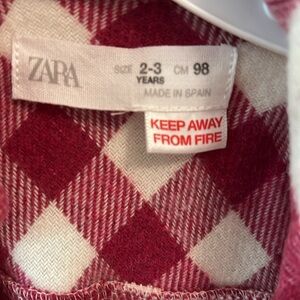 ZARA SIZE 2-3 CM 98
YEARS
MADE IN SPAIN
KEEP AWAY
FROM FIRE